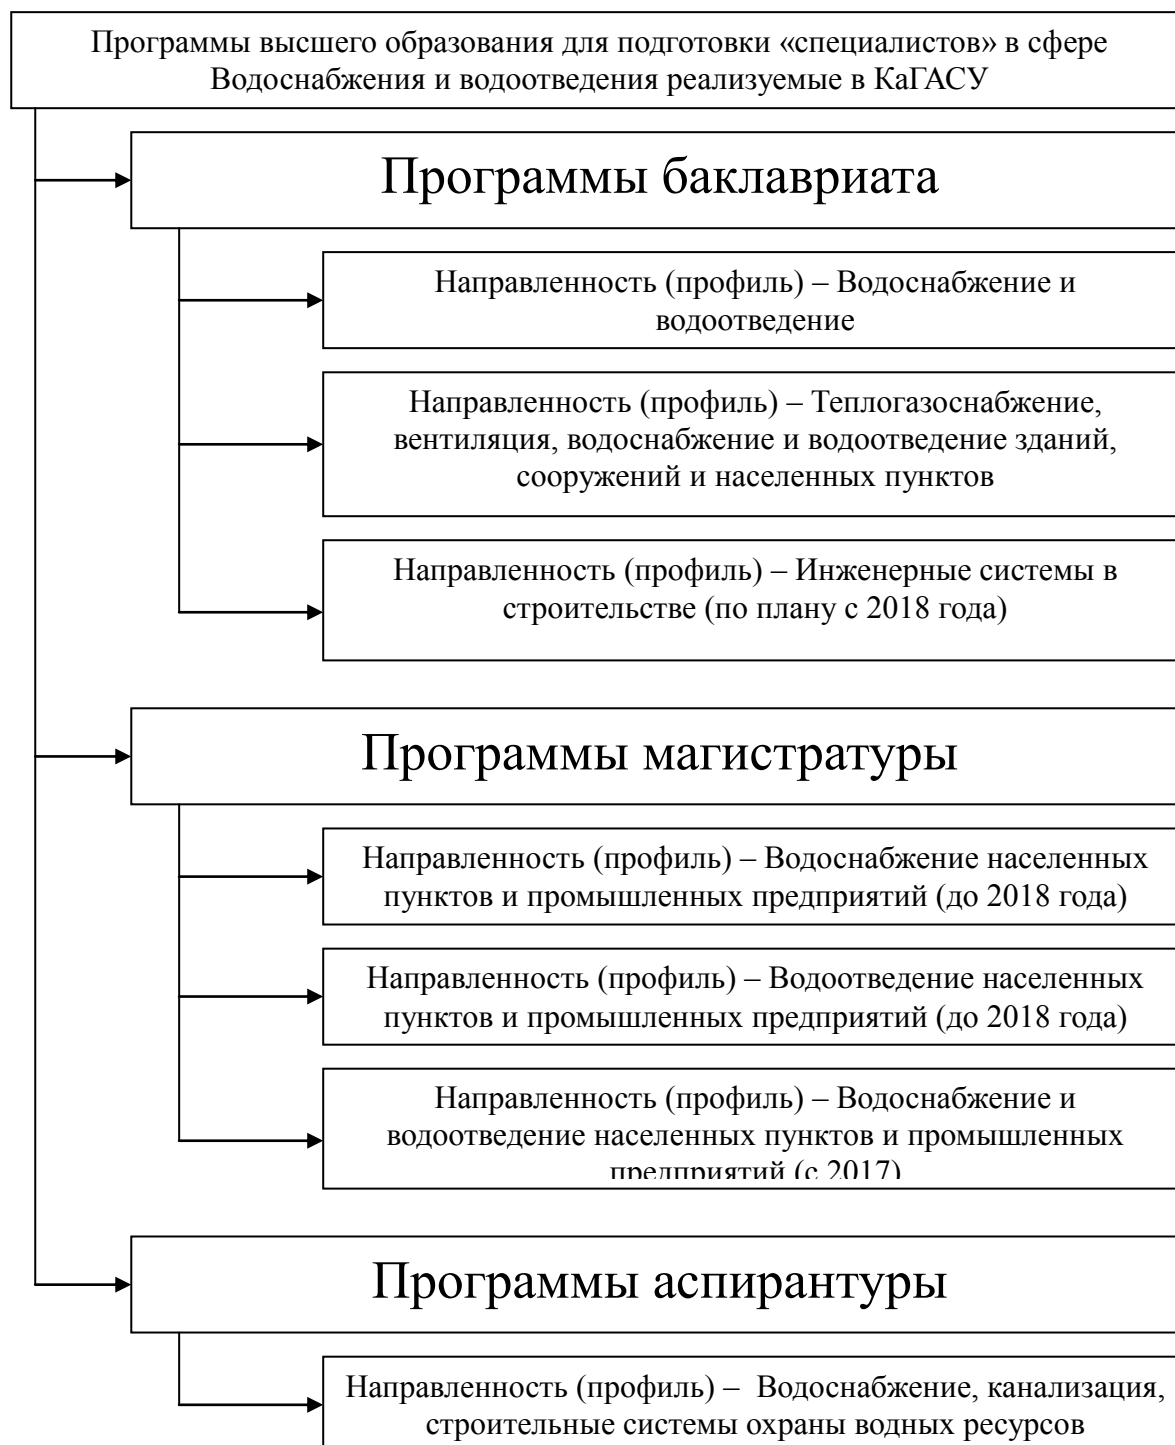 Программы высшего образования для подготовки «специалистов» в сфере
Водоснабжения и водоотведения реализуемые в КаГАСУ
Программы баклавриата
Направленность (профиль) – Водоснабжение и
водоотведение
Направленность (профиль) – Теплогазоснабжение,
вентиляция, водоснабжение и водоотведение зданий,
сооружений и населенных пунктов
Направленность (профиль) – Инженерные системы в
строительстве (по плану с 2018 года)
Программы магистратуры
Направленность (профиль) – Водоснабжение населенных
пунктов и промышленных предприятий (до 2018 года)
Направленность (профиль) – Водоотведение населенных
пунктов и промышленных предприятий (до 2018 года)
Направленность (профиль) – Водоснабжение и
водоотведение населенных пунктов и промышленных
предприятий (с 2017)
Программы аспирантуры
Направленность (профиль) – Водоснабжение, канализация,
строительные системы охраны водных ресурсов